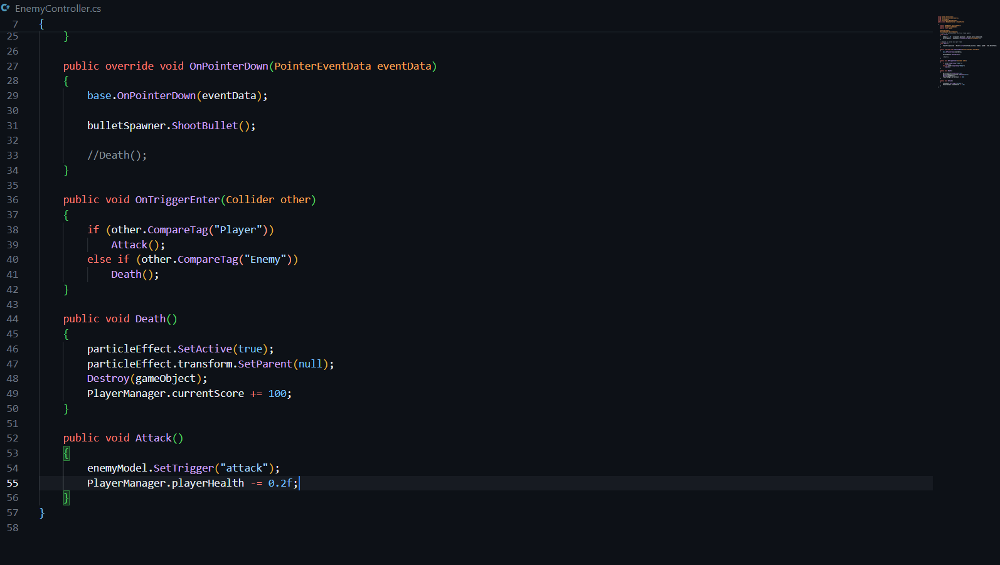 EnemyController.cs
7 {
25 }
26
27 public override void OnPointerDown(PointerEventData eventData)
28 {
29 base.OnPointerDown(eventData);
30
31 bulletSpawner.ShootBullet();
32
33 //Death();
34 }
35
36 public void OnTriggerEnter(Collider other)
37 {
38 if (other.CompareTag("Player"))
39 Attack();
40 else if (other.CompareTag("Enemy"))
41 Death();
42 }
43
44 public void Death()
45 {
46 particleEffect.SetActive(true);
47 particleEffect.transform.SetParent(null);
48 Destroy(gameObject);
49 PlayerManager.currentScore += 100;
50 }
51
52 public void Attack()
53 {
54 enemyModel.SetTrigger("attack");
55 PlayerManager.playerHealth -= 0.2f;
56 }
57 }
58